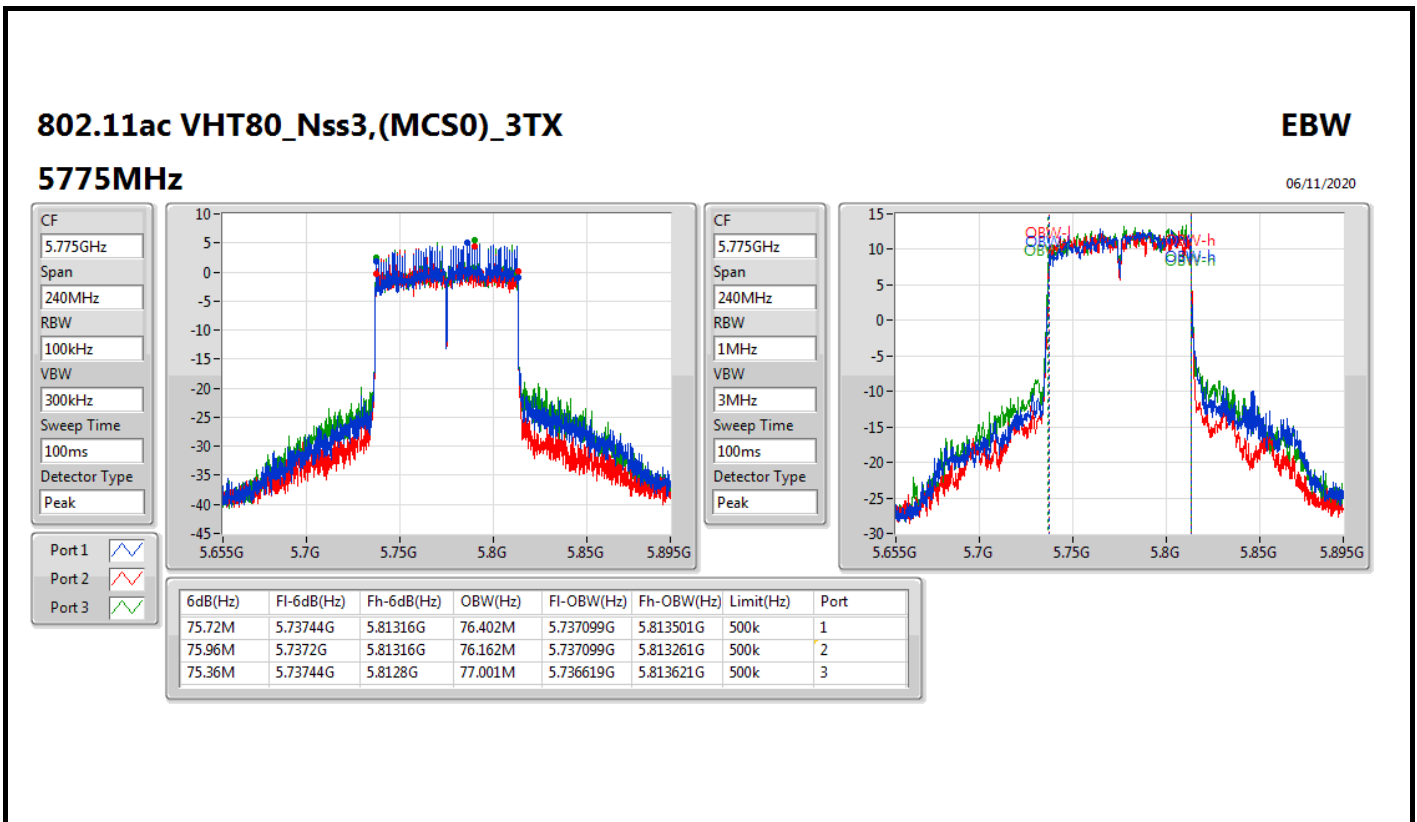 802.11ac VHT80_Nss3,(MCS0)_3TX
EBW
5775MHz
06/11/2020
CF
5.775GHz
Span
240MHz
RBW
100kHz
VBW
300kHz
Sweep Time
100ms
Detector Type
Peak
10
5
0
-5
-10
-15
-20
-25
-30
-35
-40
-45
5.655G 5.7G 5.75G 5.8G 5.85G 5.895G
CF
5.775GHz
Span
240MHz
RBW
1MHz
VBW
3MHz
Sweep Time
100ms
Detector Type
Peak
15
10
5
0
-5
-10
-15
-20
-25
-30
5.655G 5.7G 5.75G 5.8G 5.85G 5.895G
OBW-l
OBW-h
Port 1
Port 2
Port 3
6dB(Hz) Fl-6dB(Hz) Fh-6dB(Hz) OBW(Hz) Fl-OBW(Hz) Fh-OBW(Hz) Limit(Hz) Port
75.72M 5.73744G 5.81316G 76.402M 5.737099G 5.813501G 500k 1
75.96M 5.7372G 5.81316G 76.162M 5.737099G 5.813261G 500k 2
75.36M 5.73744G 5.8128G 77.001M 5.736619G 5.813621G 500k 3